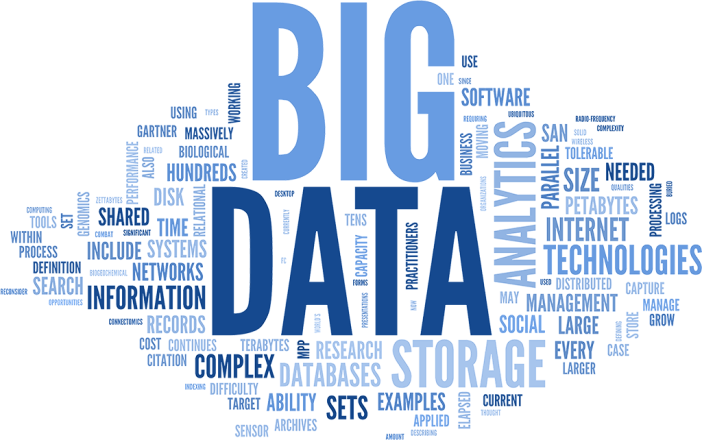 BIG
DATA
USE
ONE
SINCE
SOFTWARE
UBIQUITOUS
REQUIRING
MOVING
BUSINESS
ORGANIZATIONS
ANALYTICS
PARALLEL
SAN
RADIO-FREQUENCY
SOLID
COMPLEXITY
WIRELESS
TOLERABLE
SIZE
NEEDED
QUALITIES
PETABYTES
PROCESSING
BURIED
LOGS
INTERNET
TECHNOLOGIES
USED
DISTRIBUTED
CAPTURE
MAY
MANAGEMENT
MANAGE
GROW
STORE
DEFINING
SOCIAL
LARGE
EVERY
CASE
LARGER
WORKING
USING
TYPES
GARTNER
MASSIVELY
RELATED
BIOLOGICAL
ALSO
PERFORMANCE
HUNDREDS
CREATED
ZETTABYTES
DISK
RELATIONAL
GENOMICS
COMPUTING
TOOLS
SET
SHARED
COMBAT
SIGNIFICANT
TIME
WITHIN
PROCESS
INCLUDE
SYSTEMS
DEFINITION
BIOGEOCHEMICAL
NETWORKS
SEARCH
RECONSIDER
OPPORTUNITIES
INFORMATION
CONNECTOMICS
RECORDS
COST
CONTINUES
CITATION
COMPLEX
TERABYTES
MPP
RESEARCH
DATABASES
STORAGE
INDEXING
DIFFICULTY
TARGET
ABILITY
SETS
EXAMPLES
ELAPSED
CURRENT
THOUGHT
SENSOR
ARCHIVES
APPLIED
AMOUNT
DESCRIBING
DESKTOP
CURRENTLY
FC
WORLD'S
TENS
CAPACITY
FORMS
PRESENTATIONS
PRACTITIONERS
NOW